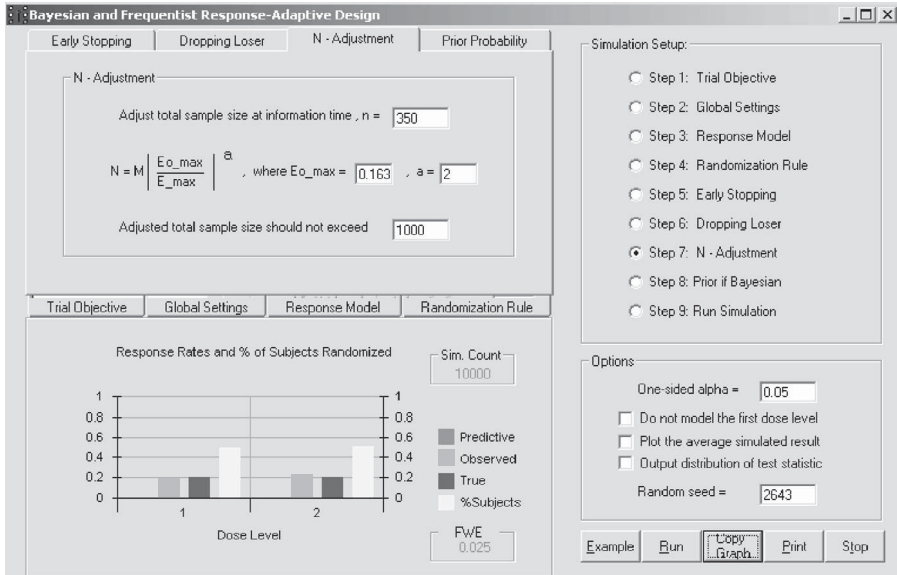 Bayesian and Frequentist Response-Adaptive Design
Early Stopping
Dropping Loser
N - Adjustment
Prior Probability
N - Adjustment
Adjust total sample size at information time , n = 350
a
N = M | Eo_max / E_max | , where Eo_max = 0.163 , a = 2
Adjusted total sample size should not exceed 1000
Trial Objective
Global Settings
Response Model
Randomization Rule
Response Rates and % of Subjects Randomized
Sim. Count
10000
1 1
0.8 0.8
0.6 0.6
0.4 0.4
0.2 0.2
0 0
1 2
Dose Level
Predictive
Observed
True
%Subjects
FWE
0.025
Simulation Setup:
Step 1: Trial Objective
Step 2: Global Settings
Step 3: Response Model
Step 4: Randomization Rule
Step 5: Early Stopping
Step 6: Dropping Loser
Step 7: N - Adjustment
Step 8: Prior if Bayesian
Step 9: Run Simulation
Options
One-sided alpha = 0.05
Do not model the first dose level
Plot the average simulated result
Output distribution of test statistic
Random seed = 2643
Example
Run
Copy Graph
Print
Stop